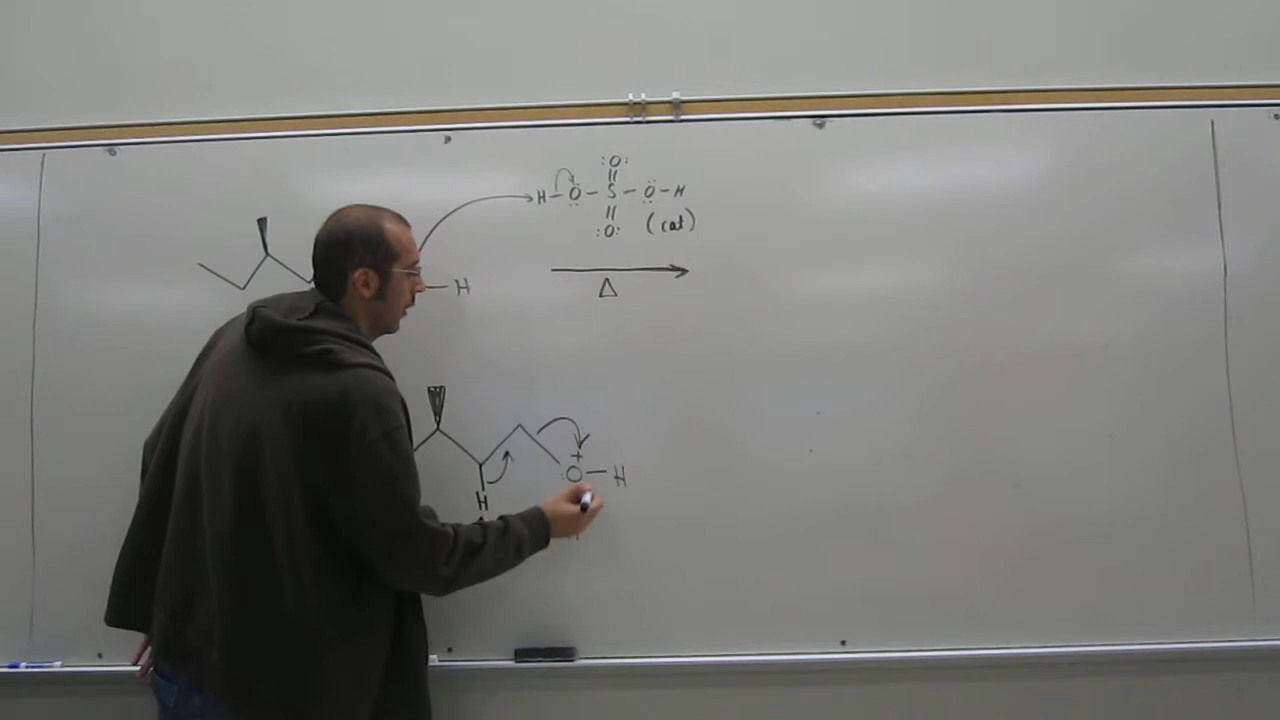 :O:
||
H – Ö – S – Ö – H
||
:O: (cat)
H
Δ
+
:O – H
H